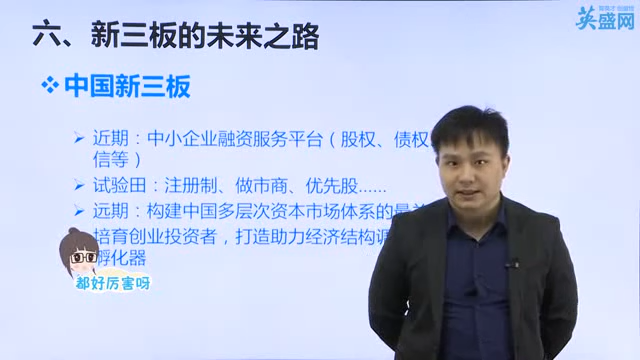 六、新三板的未来之路
英盛网
中国新三板
近期：中小企业融资服务平台（股权、债权
信等）
试验田：注册制、做市商、优先股......
远期：构建中国多层次资本市场体系的最
培育创业投资者，打造助力经济结构调
孵化器
都好厉害呀